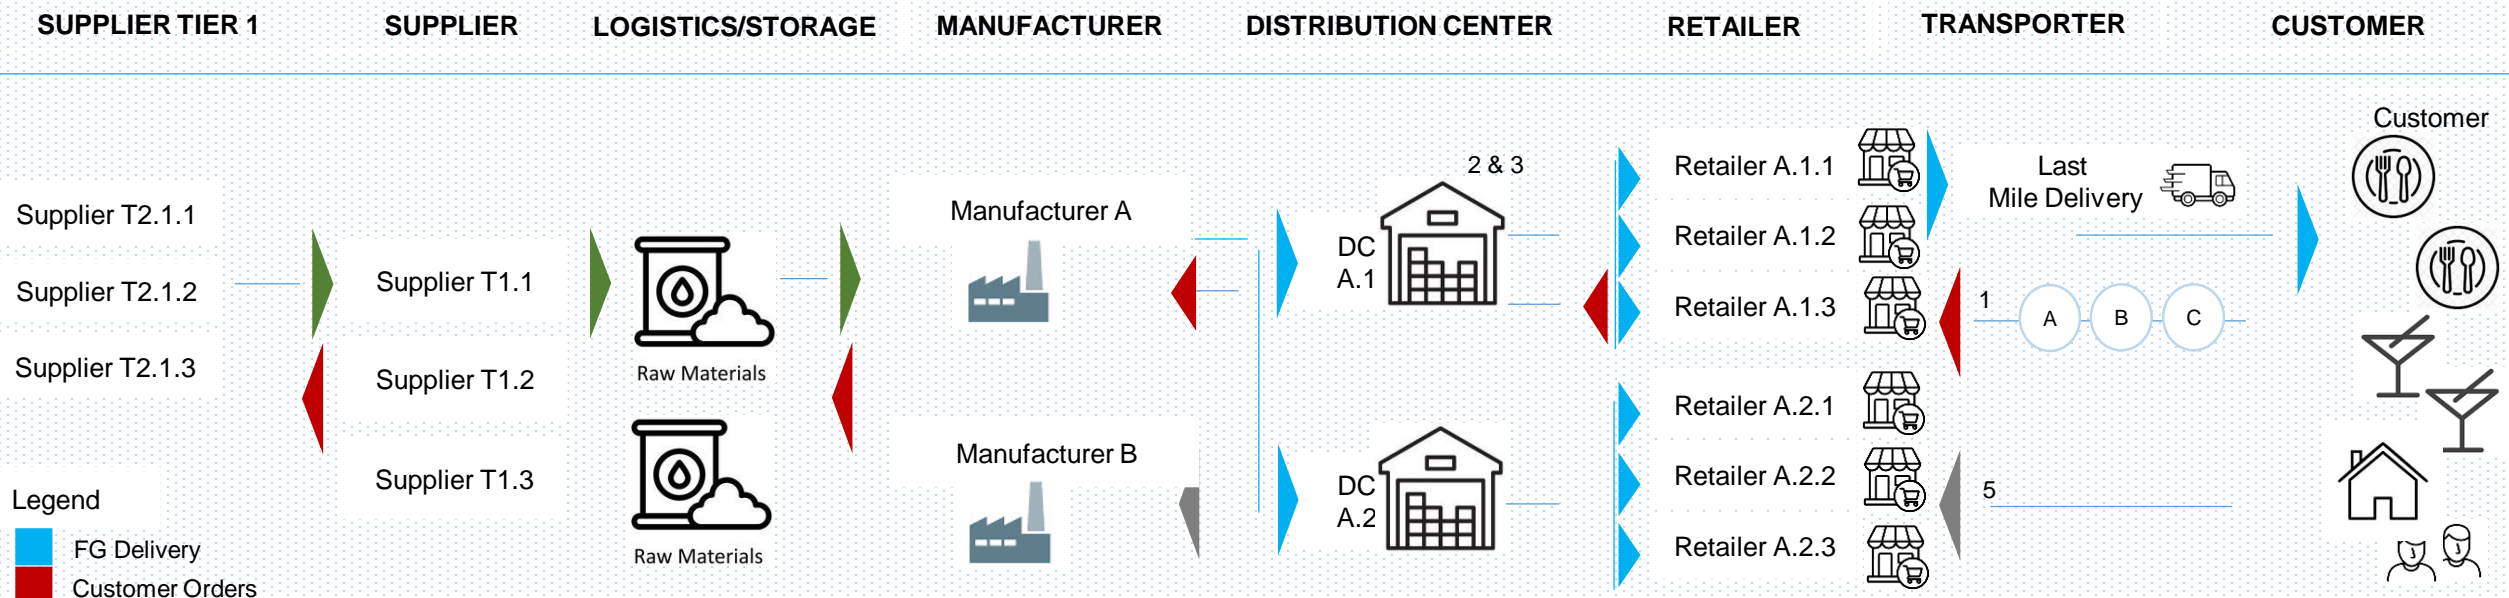 SUPPLIER TIER 1
SUPPLIER
LOGISTICS/STORAGE
MANUFACTURER
DISTRIBUTION CENTER
RETAILER
TRANSPORTER
CUSTOMER
Supplier T2.1.1
Supplier T2.1.2
Supplier T2.1.3
Supplier T1.1
Supplier T1.2
Supplier T1.3
Raw Materials
Raw Materials
Manufacturer A
Manufacturer B
2 & 3
DC
A.1
DC
A.2
Retailer A.1.1
Retailer A.1.2
Retailer A.1.3
Retailer A.2.1
Retailer A.2.2
Retailer A.2.3
Last
Mile Delivery
1
A
B
C
5
Customer
Legend
FG Delivery
Customer Orders